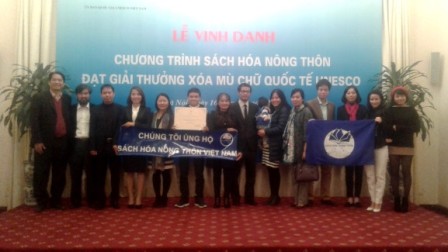 LỄ VINH DANH
CHƯƠNG TRÌNH SÁCH HÓA NÔNG THÔN
ĐẠT GIẢI THƯỞNG XÓA MÙ CHỮ QUỐC TẾ UNESCO
CHÚNG TÔI ỦNG HỘ
SÁCH HÓA NÔNG THÔN VIỆT NAM